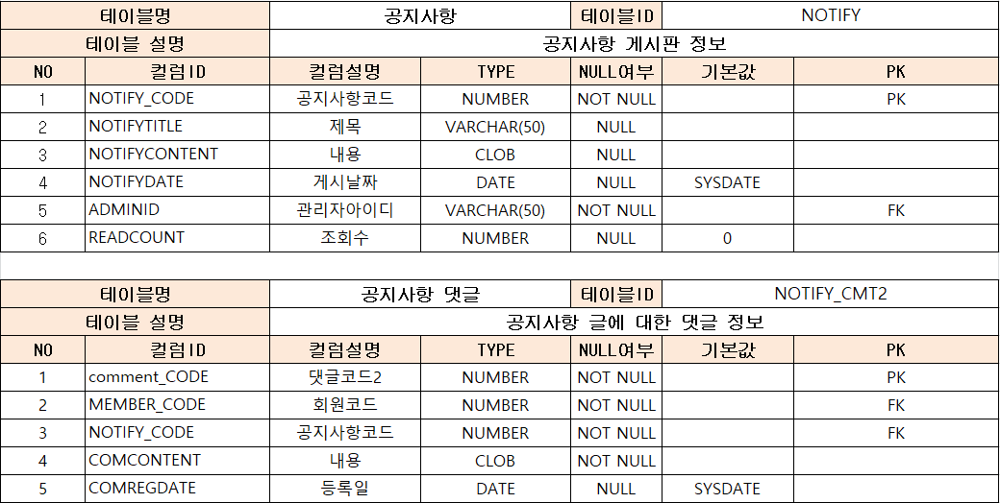 테이블명 공지사항 테이블ID NOTIFY
테이블 설명 공지사항 게시판 정보
NO 컬럼ID 컬럼설명 TYPE NULL여부 기본값 PK
1 NOTIFY_CODE 공지사항코드 NUMBER NOT NULL PK
2 NOTIFYTITLE 제목 VARCHAR(50) NULL
3 NOTIFYCONTENT 내용 CLOB NULL
4 NOTIFYDATE 게시날짜 DATE NULL SYSDATE
5 ADMINID 관리자아이디 VARCHAR(50) NOT NULL FK
6 READCOUNT 조회수 NUMBER NULL 0
테이블명 공지사항 댓글 테이블ID NOTIFY_CMT2
테이블 설명 공지사항 글에 대한 댓글 정보
NO 컬럼ID 컬럼설명 TYPE NULL여부 기본값 PK
1 comment_CODE 댓글코드2 NUMBER NOT NULL PK
2 MEMBER_CODE 회원코드 NUMBER NOT NULL FK
3 NOTIFY_CODE 공지사항코드 NUMBER NOT NULL FK
4 COMCONTENT 내용 CLOB NOT NULL
5 COMREGDATE 등록일 DATE NULL SYSDATE